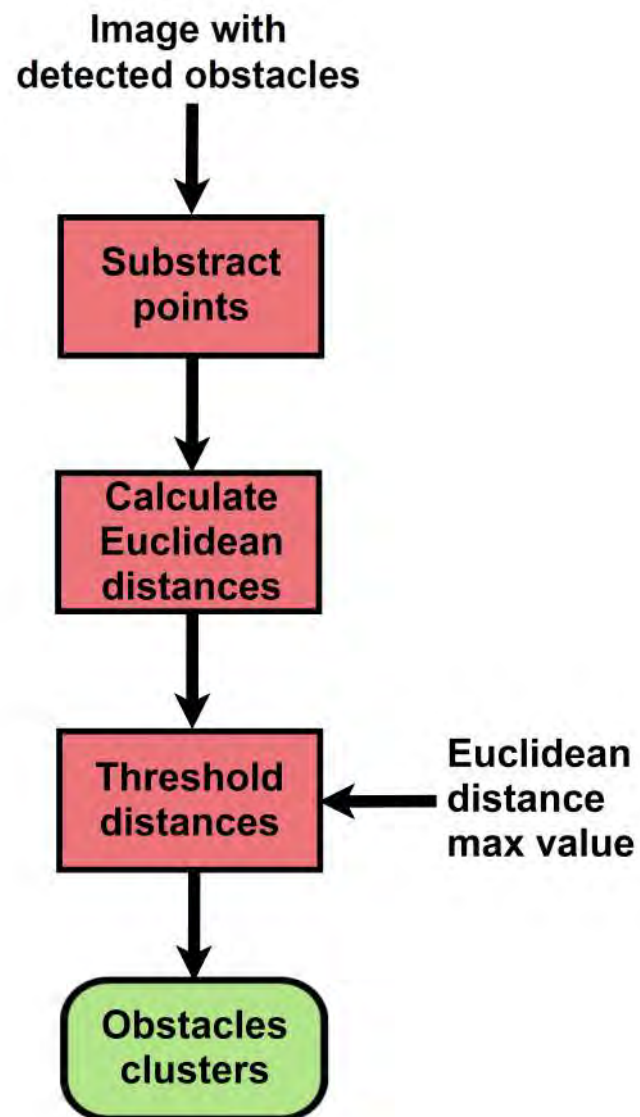 Image with
detected obstacles
Substract
points
Calculate
Euclidean
distances
Threshold
distances
Euclidean
distance
max value
Obstacles
clusters